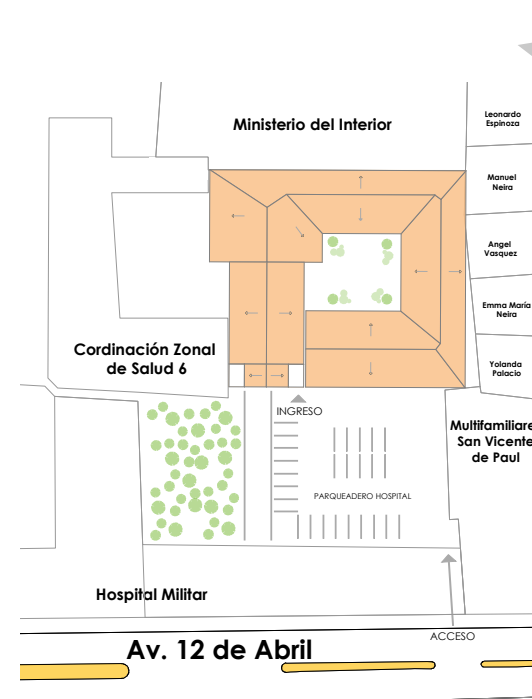 Leonardo
Espinoza
Ministerio del Interior
Manuel
Neira
Angel
Vasquez
Emma María
Neira
Cordinación Zonal
de Salud 6
Yolanda
Palacio
INGRESO
Multifamiliare
San Vicente
de Paul
PARQUEADERO HOSPITAL
Hospital Militar
ACCESO
Av. 12 de Abril